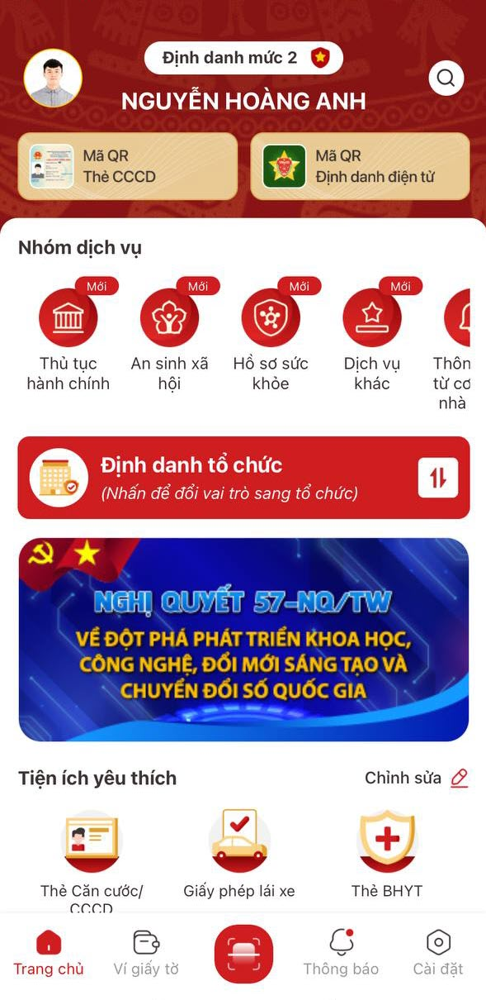 Định danh mức 2
NGUYỄN HOÀNG ANH
Mã QR
Thẻ CCCD
Mã QR
Định danh điện tử
Nhóm dịch vụ
Mới
Mới
Mới
Mới
Thủ tục
hành chính
An sinh xã
hội
Hồ sơ sức
khỏe
Dịch vụ
khác
Thôn
từ cơ
nhà
Định danh tổ chức
(Nhấn để đổi vai trò sang tổ chức)
NGHỊ QUYẾT 57-NQ/TW
VỀ ĐỘT PHÁ PHÁT TRIỂN KHOA HỌC,
CÔNG NGHỆ, ĐỔI MỚI SÁNG TẠO VÀ
CHUYỂN ĐỔI SỐ QUỐC GIA
Tiện ích yêu thích
Chỉnh sửa
Thẻ Căn cước/
CCCD
Giấy phép lái xe
Thẻ BHYT
Trang chủ
Ví giấy tờ
Thông báo
Cài đặt